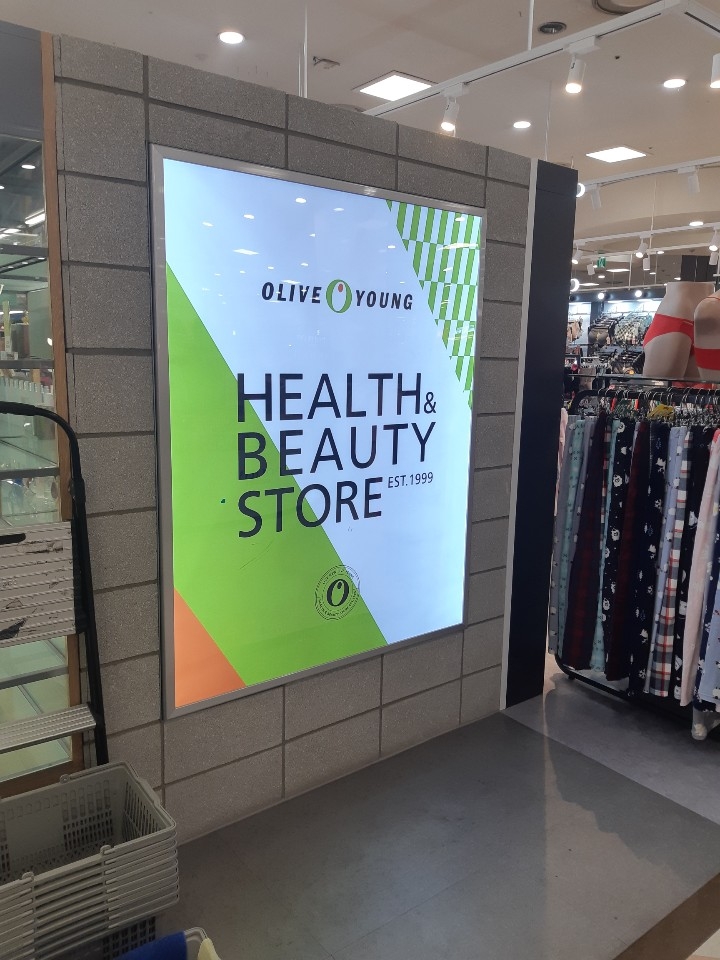 OLIVE YOUNG
HEALTH&
BEAUTY
STORE EST.1999